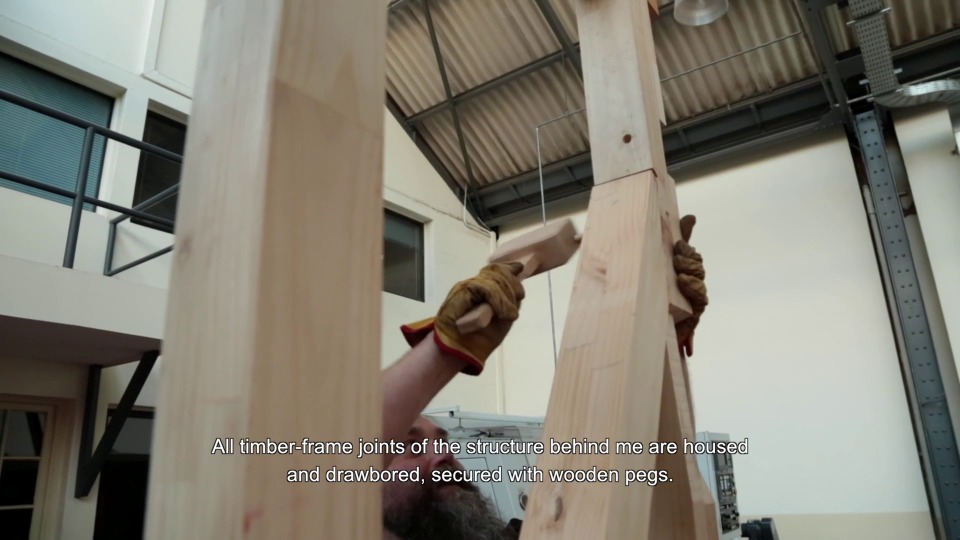 All timber-frame joints of the structure behind me are housed
and drawbored, secured with wooden pegs.